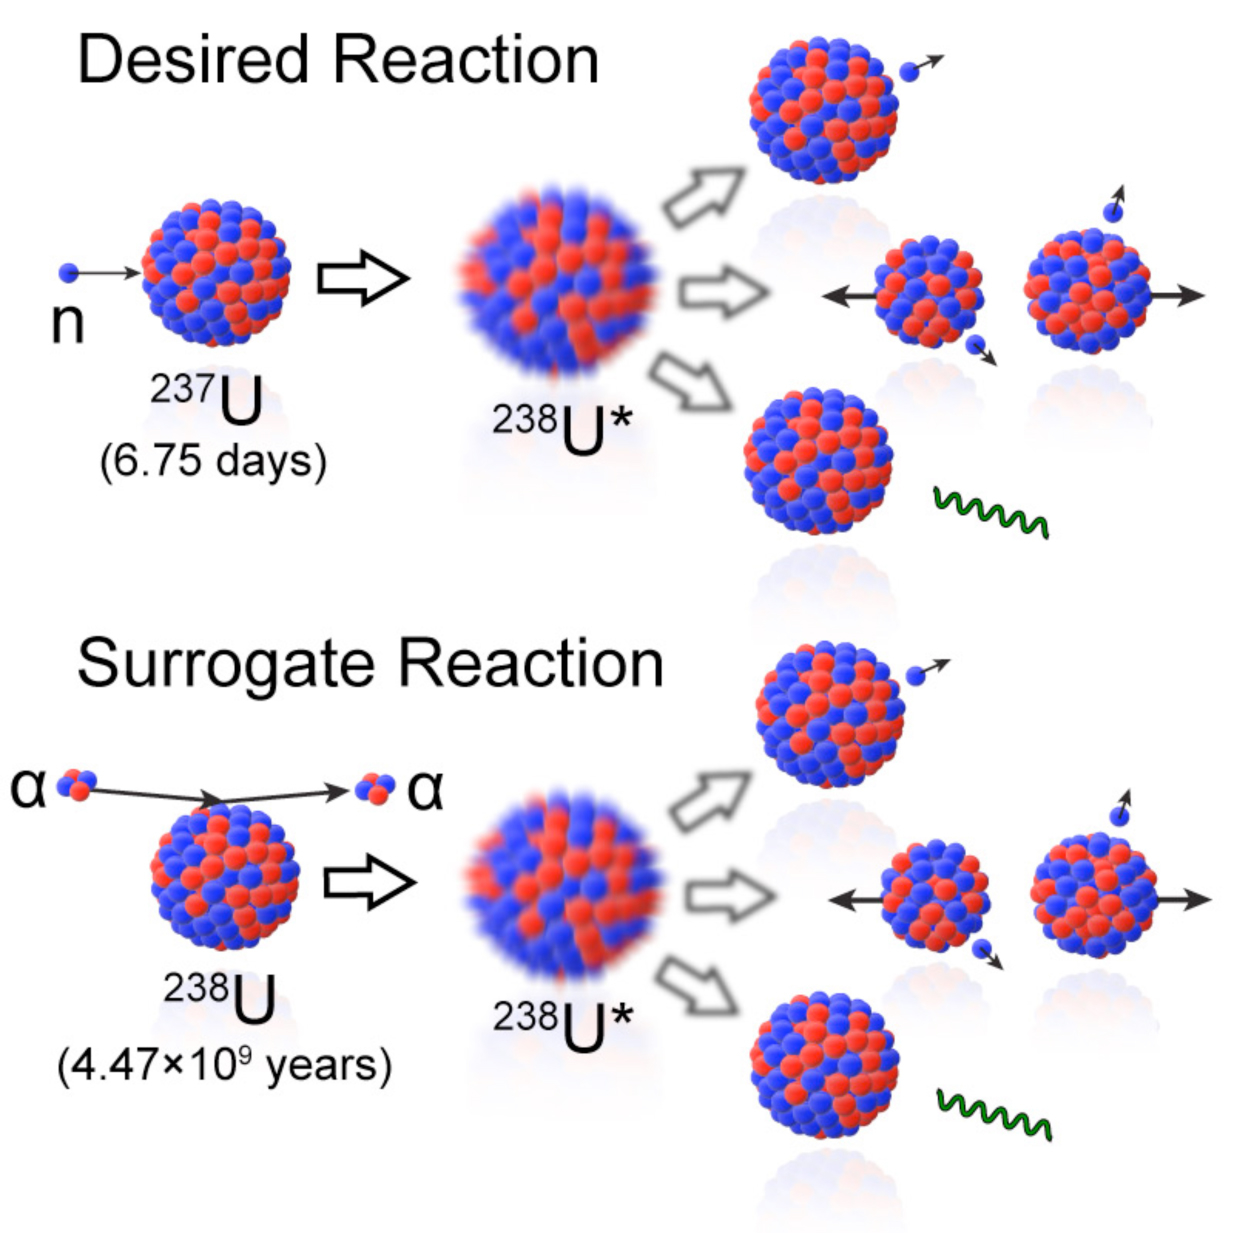 Desired Reaction
n
²³⁷U
(6.75 days)
²³⁸U*
Surrogate Reaction
α
α
²³⁸U
(4.47×10⁹ years)
²³⁸U*